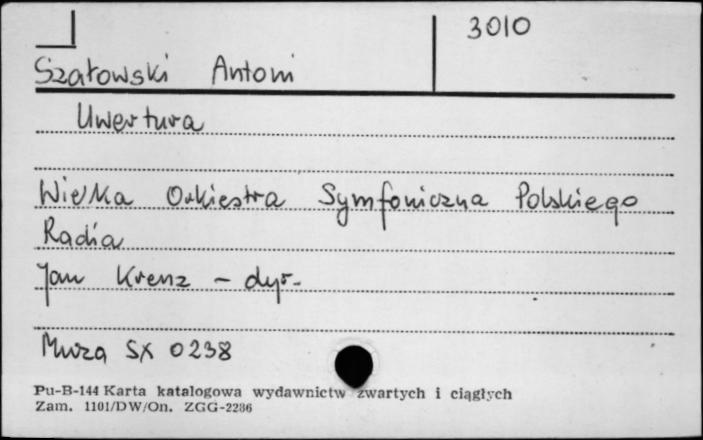 3010
Szałowski Antoni
Uwertura
Wielka Orkiestra Symfoniczna Polskiego
Radia
Jan Krenz - dyr.
Muza SX 0238
Pu-B-144 Karta katalogowa wydawnictw zwartych i ciągłych
Zam. 1101/DW/On. ZGG-2286